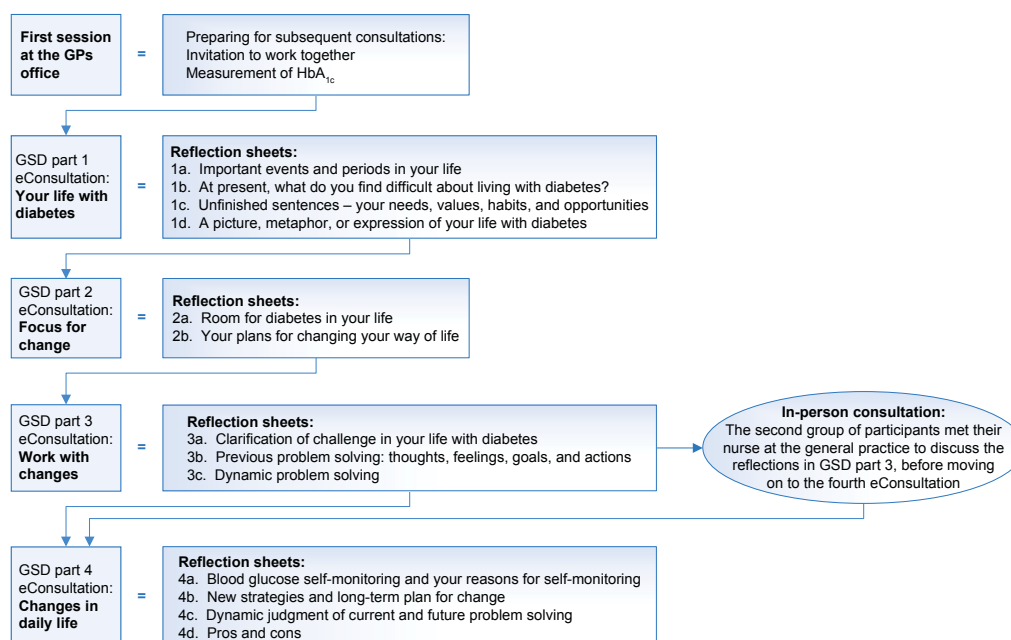 First session
at the GPs
office
=
Preparing for subsequent consultations:
Invitation to work together
Measurement of HbA1c
GSD part 1
eConsultation:
Your life with
diabetes
=
Reflection sheets:
1a. Important events and periods in your life
1b. At present, what do you find difficult about living with diabetes?
1c. Unfinished sentences – your needs, values, habits, and opportunities
1d. A picture, metaphor, or expression of your life with diabetes
GSD part 2
eConsultation:
Focus for
change
=
Reflection sheets:
2a. Room for diabetes in your life
2b. Your plans for changing your way of life
GSD part 3
eConsultation:
Work with
changes
=
Reflection sheets:
3a. Clarification of challenge in your life with diabetes
3b. Previous problem solving: thoughts, feelings, goals, and actions
3c. Dynamic problem solving
In-person consultation:
The second group of participants met their
nurse at the general practice to discuss the
reflections in GSD part 3, before moving
on to the fourth eConsultation
GSD part 4
eConsultation:
Changes in
daily life
=
Reflection sheets:
4a. Blood glucose self-monitoring and your reasons for self-monitoring
4b. New strategies and long-term plan for change
4c. Dynamic judgment of current and future problem solving
4d. Pros and cons